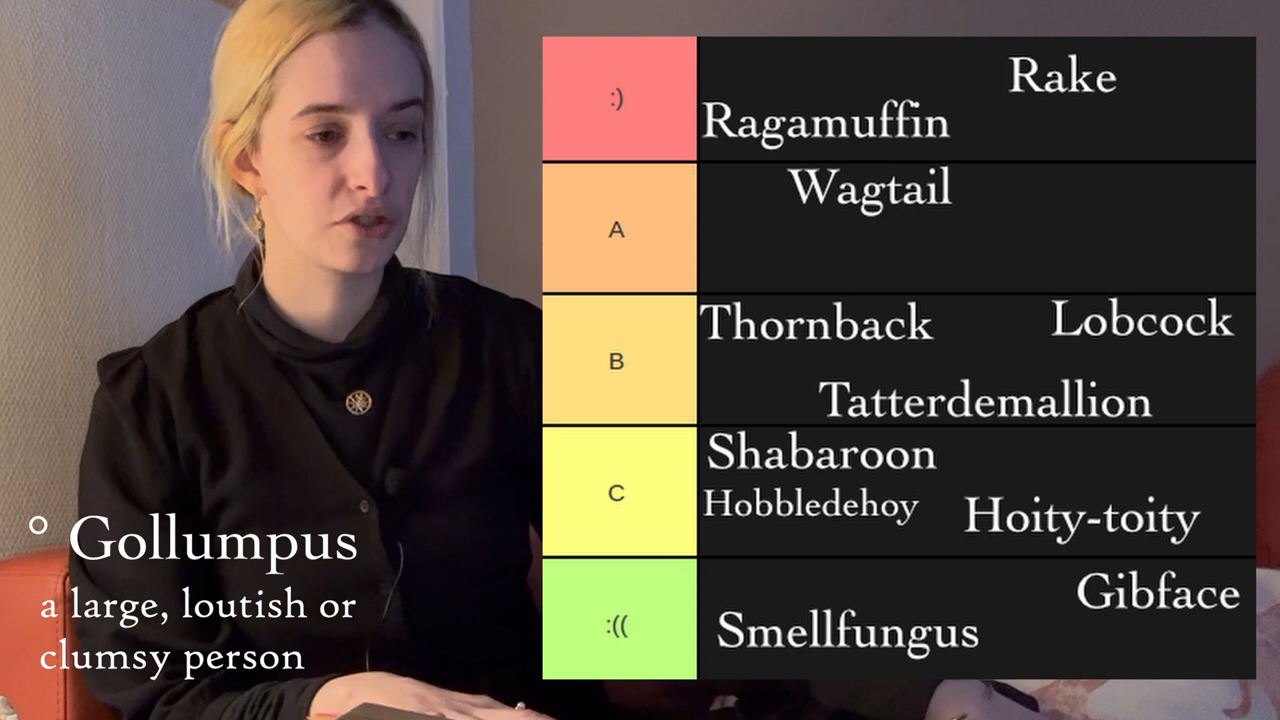 :)
Rake
Ragamuffin
A
Wagtail
B
Thornback
Lobcock
Tatterdemallion
C
Shabaroon
Hobbledehoy
Hoity-toity
:((
Gibface
Smellfungus
° Gollumpus
a large, loutish or
clumsy person